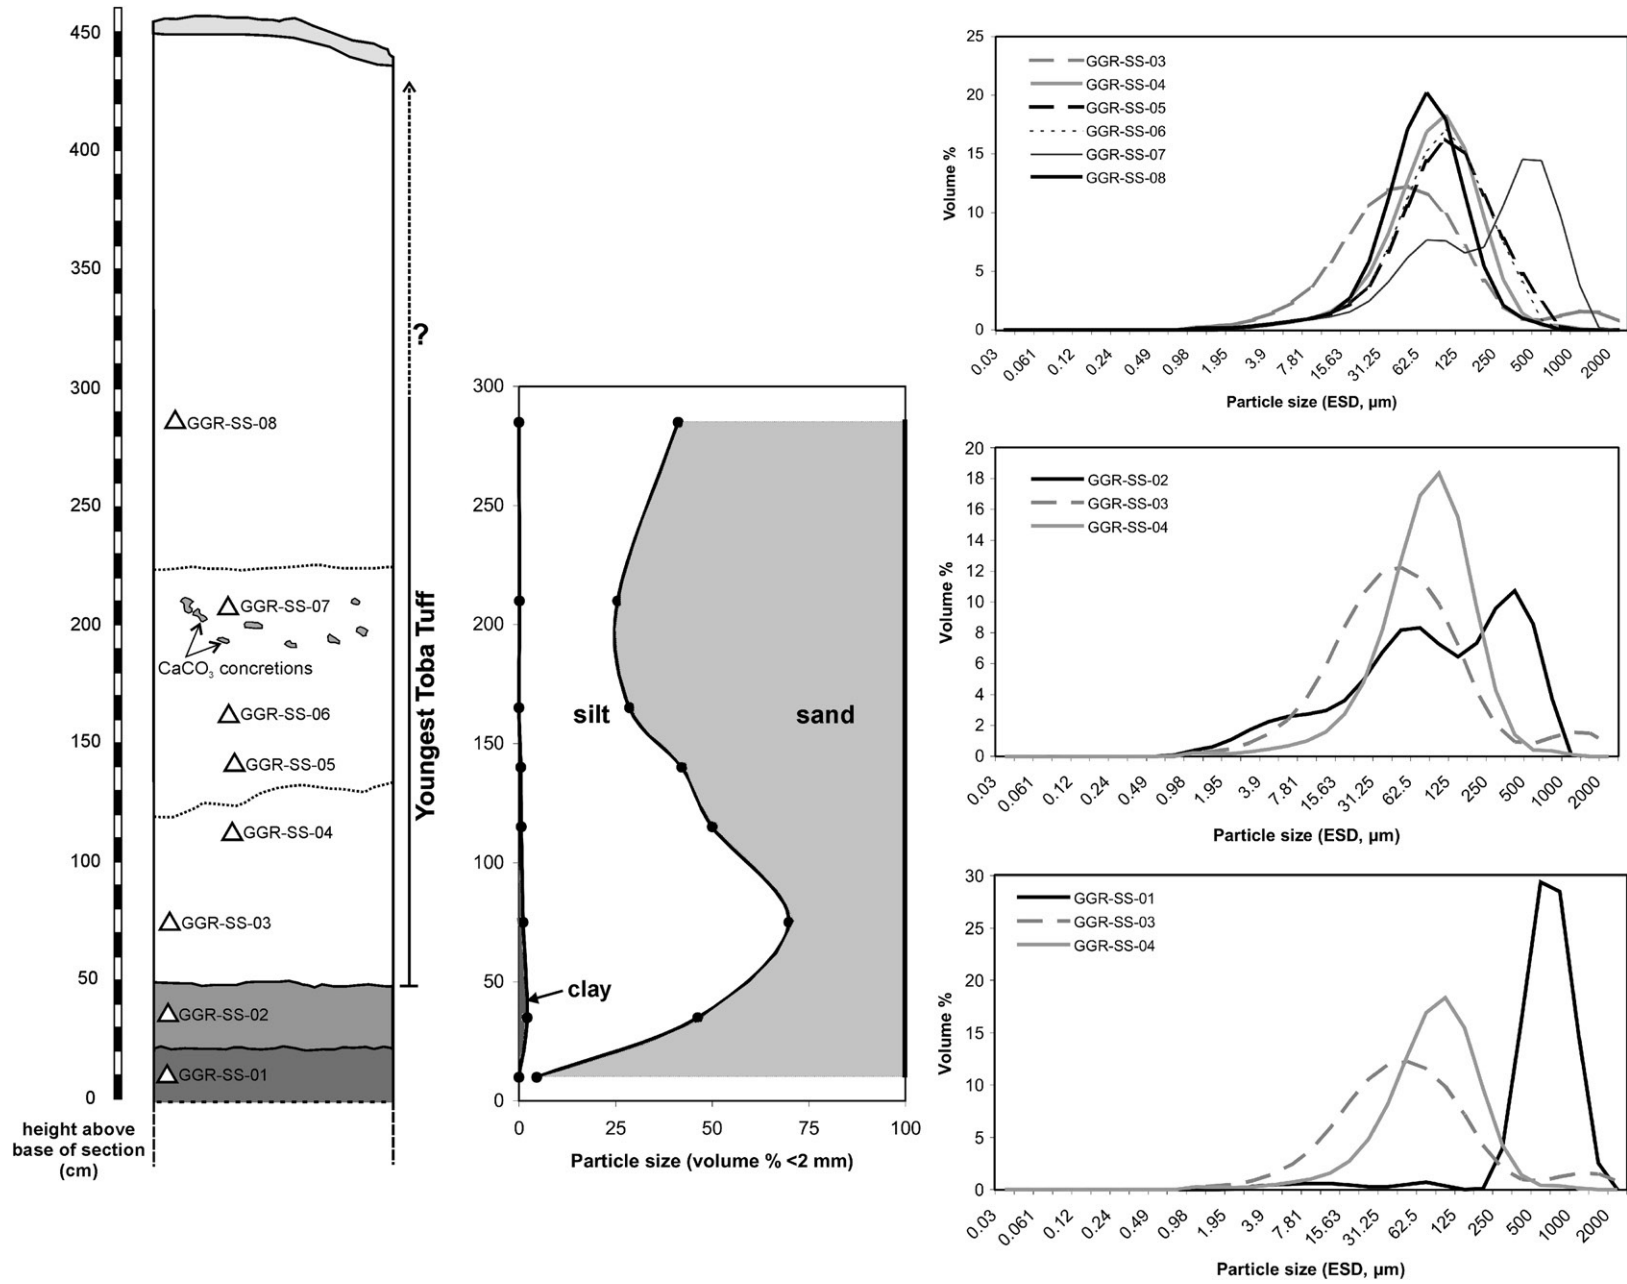 450
400
350
300
250
200
150
100
50
0
height above
base of section
(cm)
GGR-SS-08
GGR-SS-07
CaCO3 concretions
GGR-SS-06
GGR-SS-05
GGR-SS-04
GGR-SS-03
GGR-SS-02
GGR-SS-01
?
Youngest Toba Tuff
300
250
200
150
100
50
0
silt
sand
clay
0 25 50 75 100
Particle size (volume % <2 mm)
25
20
15
10
5
0
Volume %
GGR-SS-03
GGR-SS-04
GGR-SS-05
GGR-SS-06
GGR-SS-07
GGR-SS-08
0.03 0.061 0.12 0.24 0.49 0.98 1.95 3.9 7.81 15.63 31.25 62.5 125 250 500 1000 2000
Particle size (ESD, µm)
20
18
16
14
12
10
8
6
4
2
0
Volume %
GGR-SS-02
GGR-SS-03
GGR-SS-04
0.03 0.061 0.12 0.24 0.49 0.98 1.95 3.9 7.81 15.63 31.25 62.5 125 250 500 1000 2000
Particle size (ESD, µm)
30
25
20
15
10
5
0
Volume %
GGR-SS-01
GGR-SS-03
GGR-SS-04
0.03 0.061 0.12 0.24 0.49 0.98 1.95 3.9 7.81 15.63 31.25 62.5 125 250 500 1000 2000
Particle size (ESD, µm)